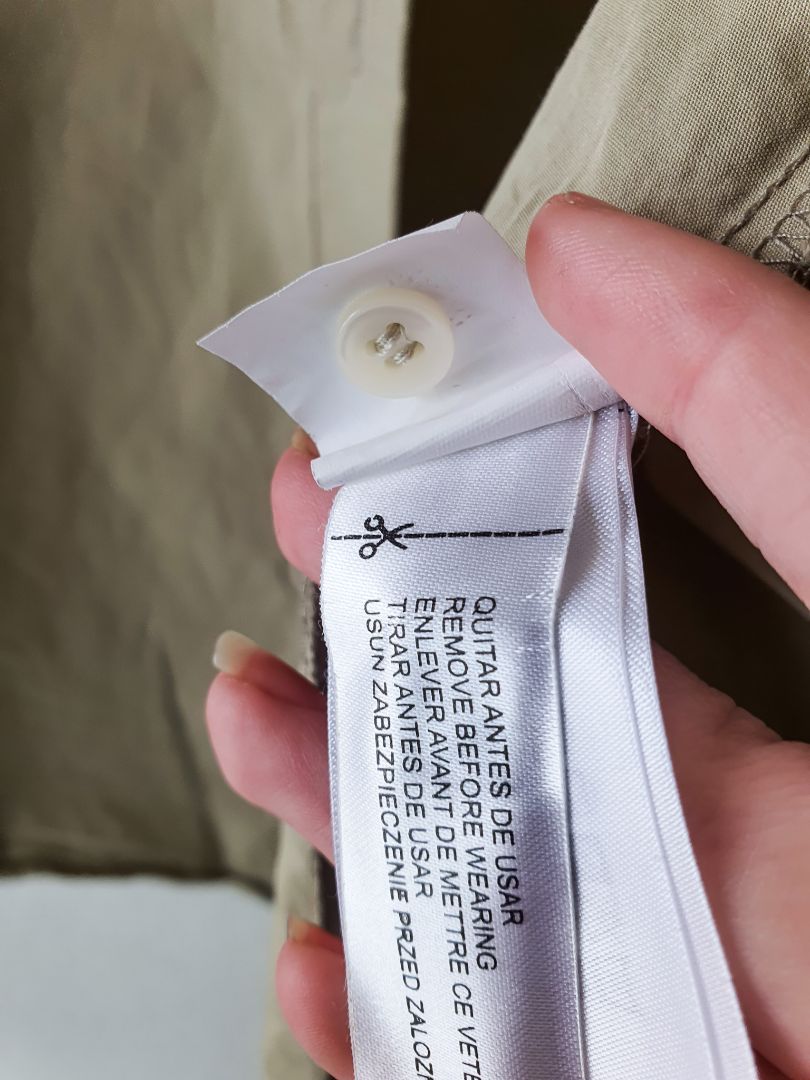 QUITAR ANTES DE USAR
REMOVE BEFORE WEARING
ENLEVER AVANT DE METTRE CE
TIRAR ANTES DE USAR
USUN ZABEZPIECZENIE PRZED